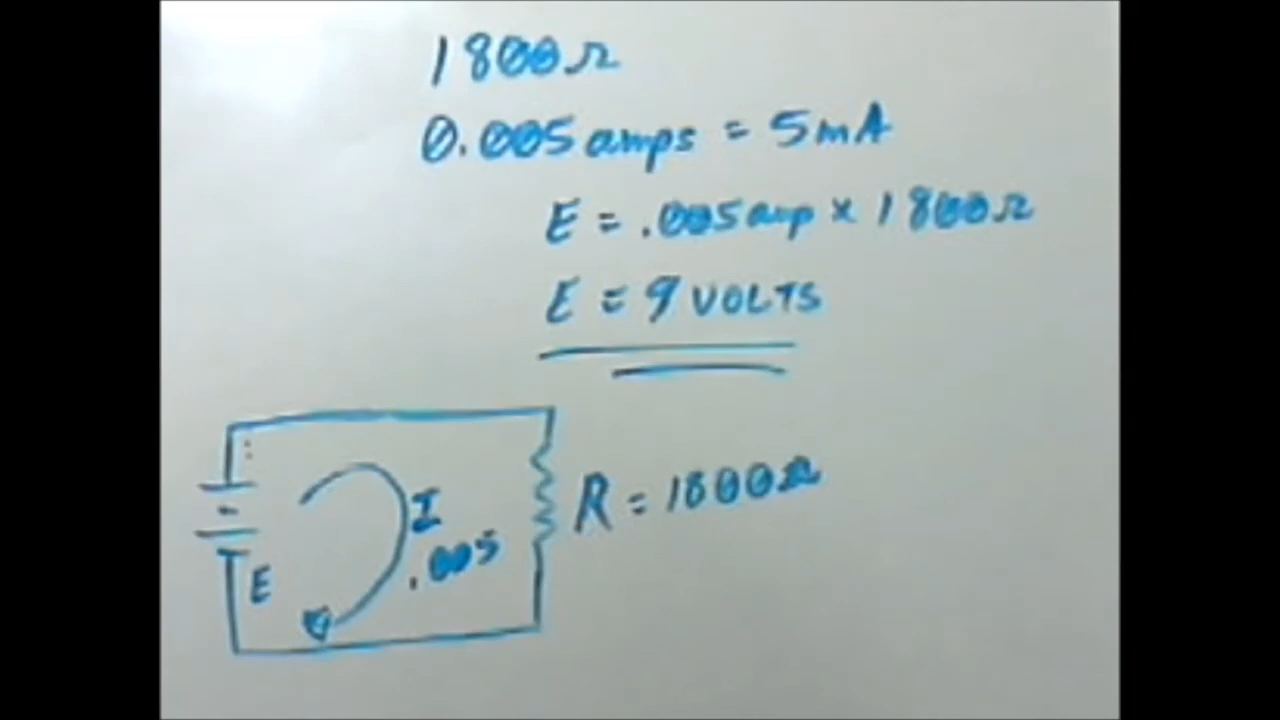 1800Ω
0.005 amps = 5mA
E = .005 amp × 1800Ω
E = 9 VOLTS
I
.005
E
R = 1800Ω